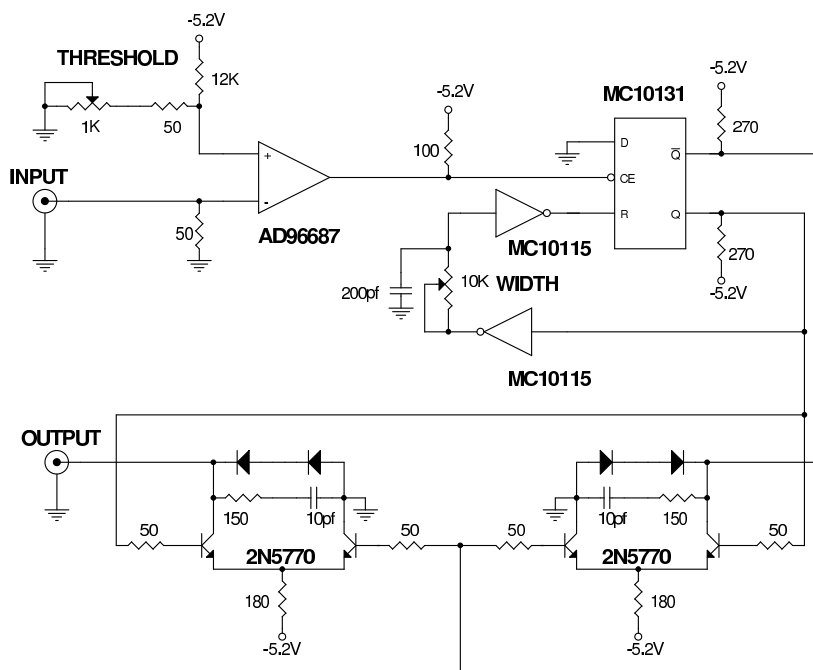 -5.2V
THRESHOLD
12K
1K
50
-5.2V
100
MC10131
-5.2V
270
D
Q
+
-
AD96687
CE
INPUT
50
R
Q
MC10115
270
-5.2V
200pf
10K
WIDTH
MC10115
OUTPUT
150
10pf
10pf
150
50
2N5770
50
50
2N5770
50
180
-5.2V
180
-5.2V